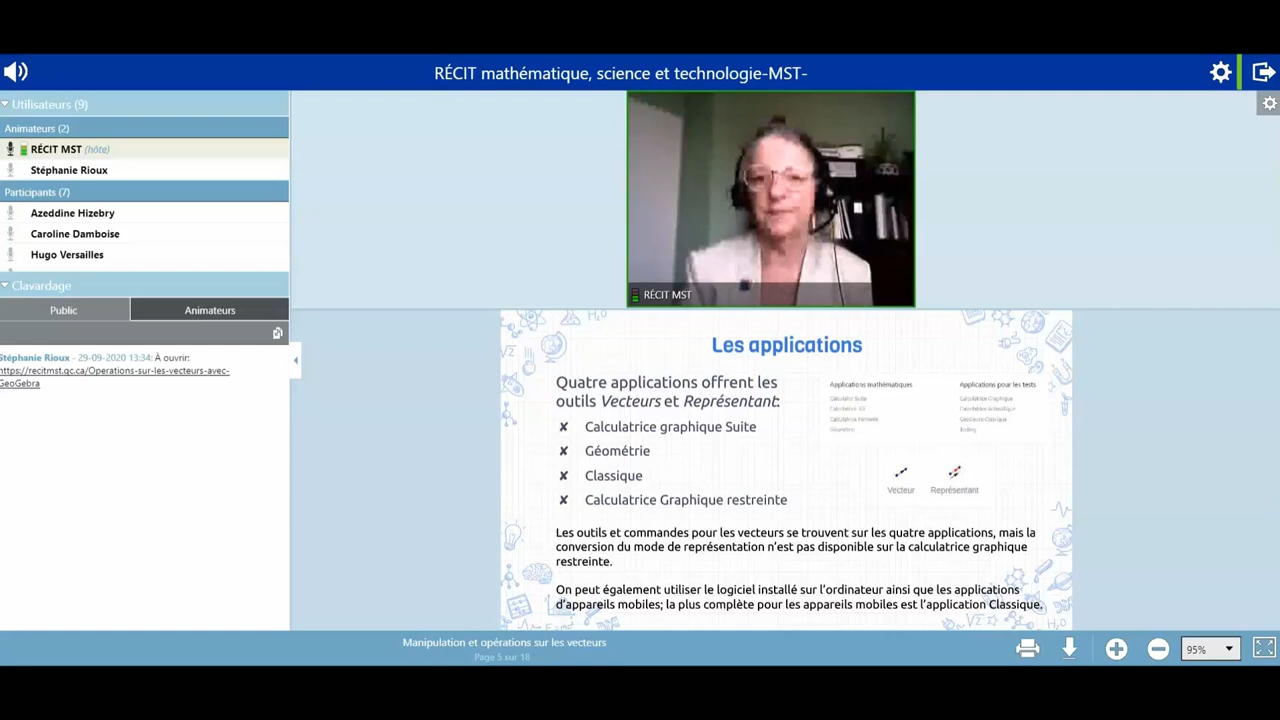 RÉCIT mathématique, science et technologie-MST-
Utilisateurs (9)
Animateurs (2)
RÉCIT MST (hôte)
Stéphanie Rioux
Participants (7)
Azeddine Hizebry
Caroline Damboise
Hugo Versailles
Clavardage
Public
Animateurs
Stéphanie Rioux - 29-09-2020 13:34: À ouvrir:
https://recitmst.qc.ca/Operations-sur-les-vecteurs-avec-
GeoGebra
RÉCIT MST
Les applications
Quatre applications offrent les
outils Vecteurs et Représentant:
✘ Calculatrice graphique Suite
✘ Géométrie
✘ Classique
✘ Calculatrice Graphique restreinte
Applications mathématiques
Applications pour les tests
Vecteur
Représentant
Les outils et commandes pour les vecteurs se trouvent sur les quatre applications, mais la
conversion du mode de représentation n'est pas disponible sur la calculatrice graphique
restreinte.
On peut également utiliser le logiciel installé sur l'ordinateur ainsi que les applications
d'appareils mobiles; la plus complète pour les appareils mobiles est l'application Classique.
Manipulation et opérations sur les vecteurs
Page 5 sur 18
95%